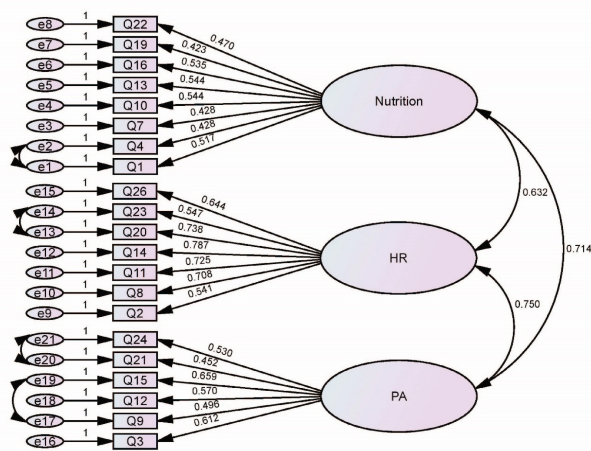 e8 1 Q22 0.470
e7 1 Q19 0.423
e6 1 Q16 0.535
e5 1 Q13 0.544
e4 1 Q10 0.544
e3 1 Q7 0.428
e2 1 Q4 0.428
e1 1 Q1 0.517
Nutrition
e15 1 Q26 0.644
e14 1 Q23 0.547
e13 1 Q20 0.738
e12 1 Q14 0.787
e11 1 Q11 0.725
e10 1 Q8 0.708
e9 1 Q2 0.541
HR
e21 1 Q24 0.530
e20 1 Q21 0.452
e19 1 Q15 0.659
e18 1 Q12 0.570
e17 1 Q9 0.496
e16 1 Q3 0.612
PA
0.632
0.714
0.750